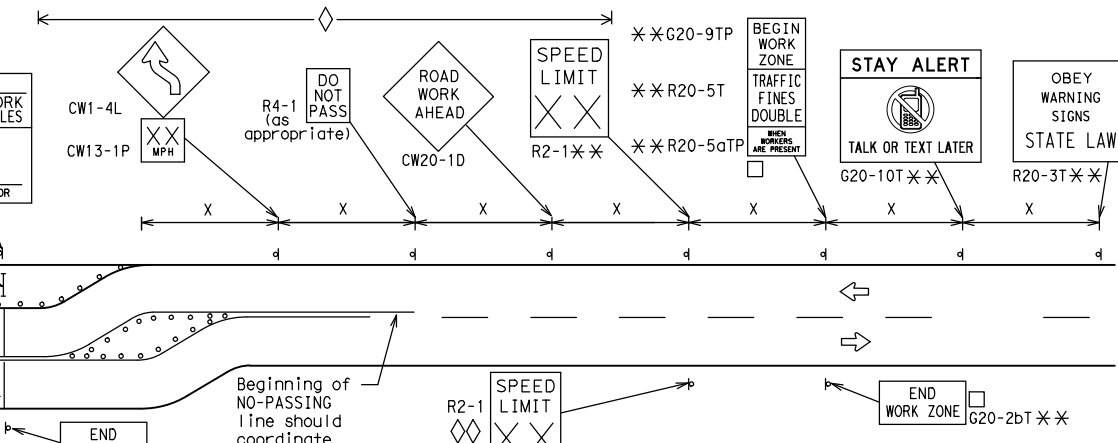 BEGIN
WORK
ZONE
TRAFFIC
FINES
DOUBLE
WHEN
WORKERS
ARE PRESENT
**G20-9TP
**R20-5T
**R20-5aTP
SPEED
LIMIT
XX
R2-1**
STAY ALERT
TALK OR TEXT LATER
G20-10T**
OBEY
WARNING
SIGNS
STATE LAW
R20-3T**
ROAD
WORK
AHEAD
CW20-1D
DO
NOT
PASS
R4-1
(as
appropriate)
CW1-4L
XX
MPH
CW13-1P
X X X X X X X
Beginning of
NO-PASSING
line should
coordinate
R2-1
SPEED
LIMIT
XX
END
WORK ZONE
G20-2bT**
END